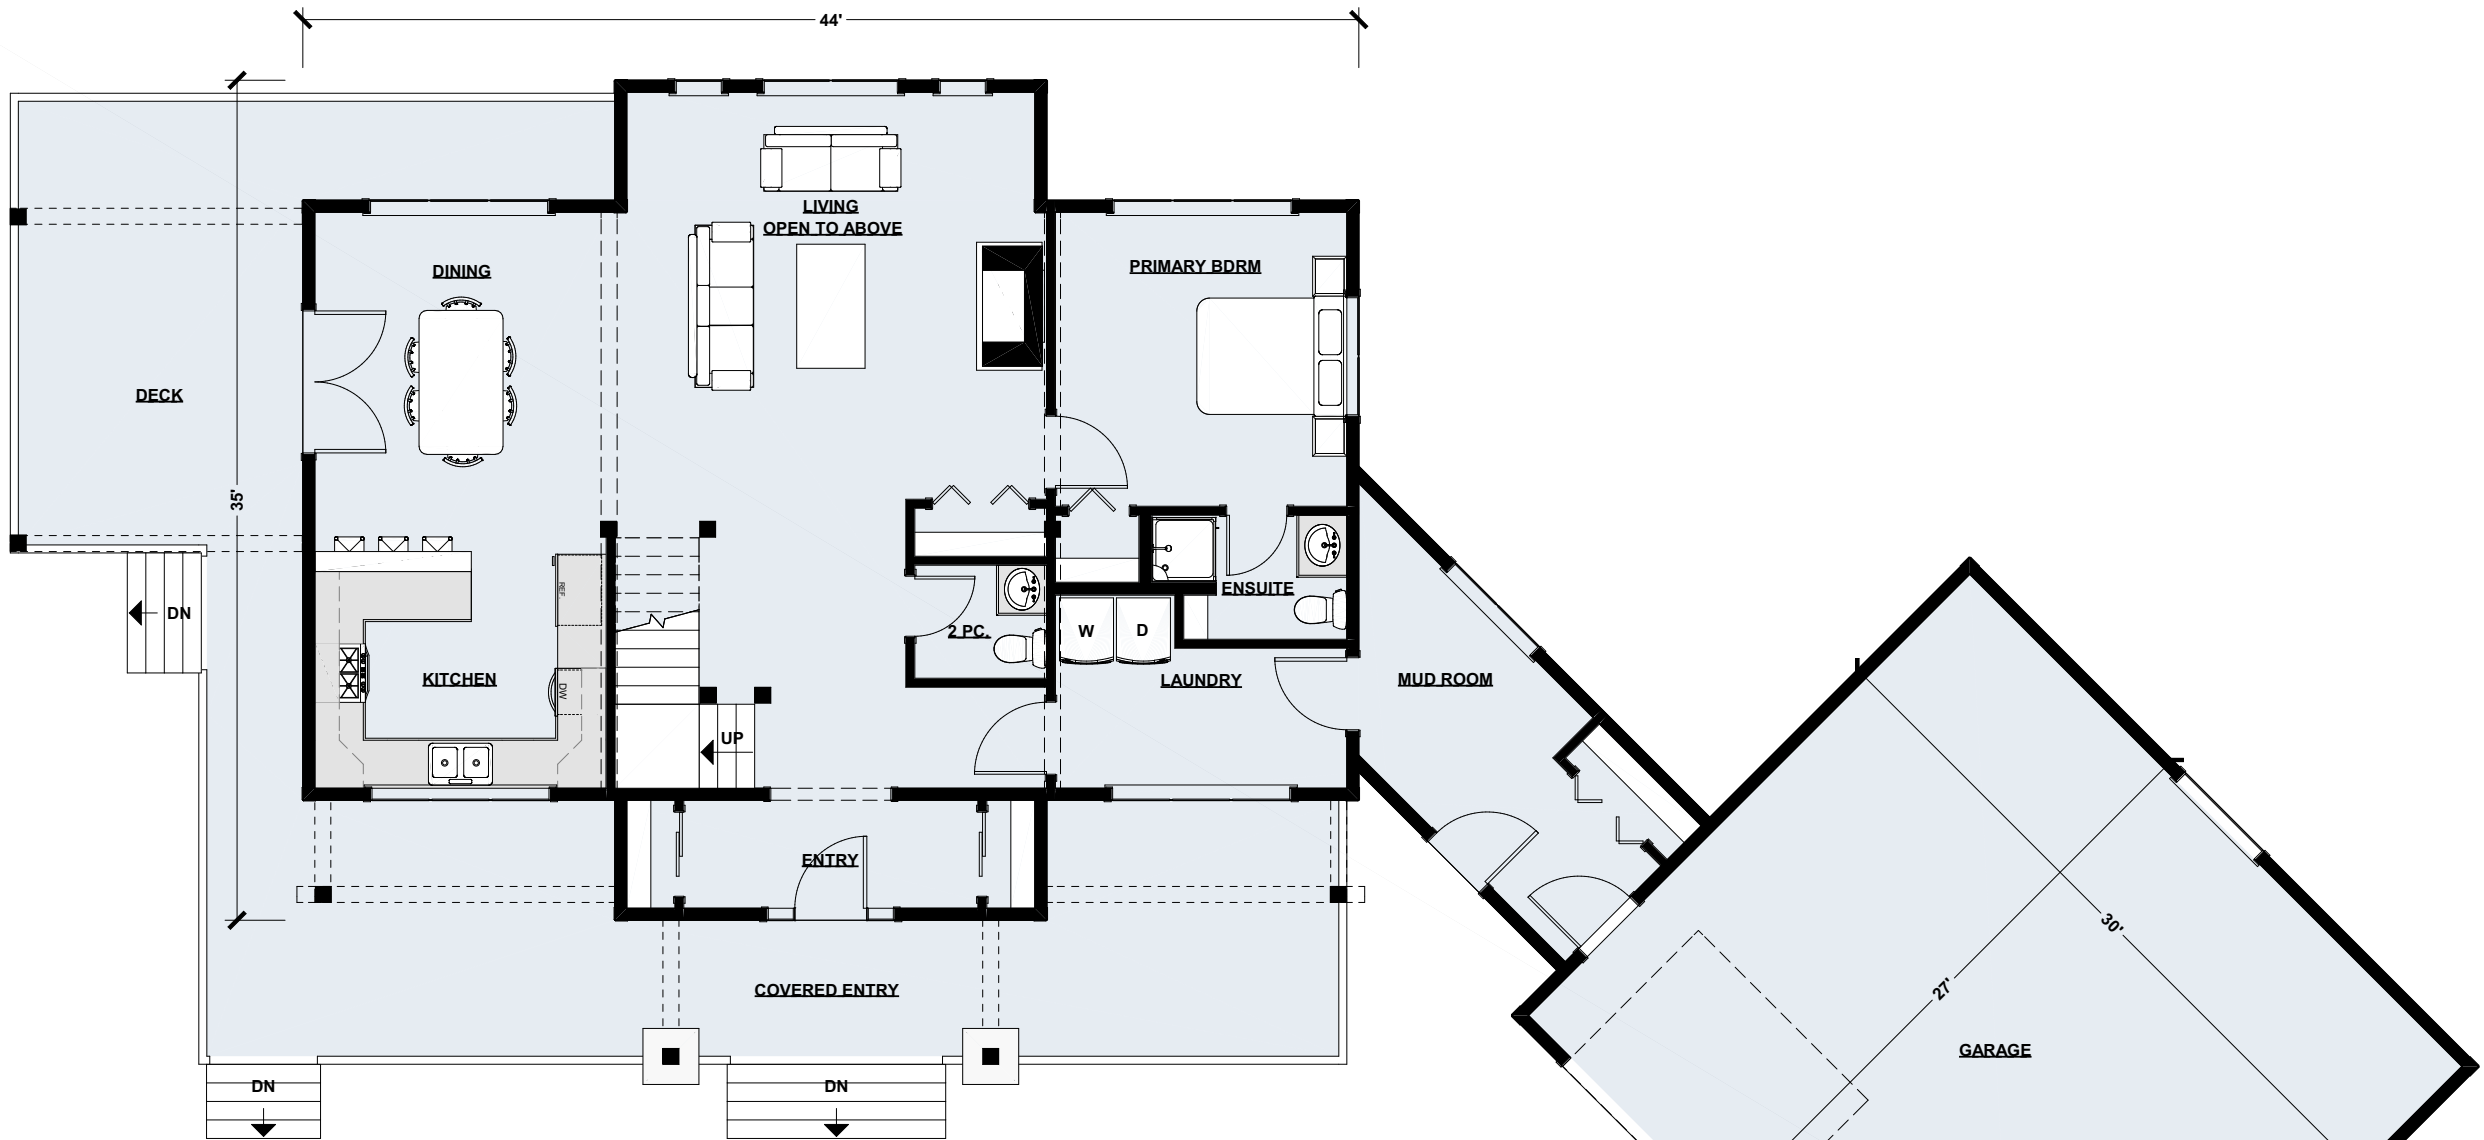 44'
LIVING
OPEN TO ABOVE
DINING
PRIMARY BDRM
DECK
35'
REF.
ENSUITE
DN
W
D
2 PC.
KITCHEN
LAUNDRY
MUD ROOM
DW
UP
ENTRY
30'
27'
COVERED ENTRY
GARAGE
DN
DN